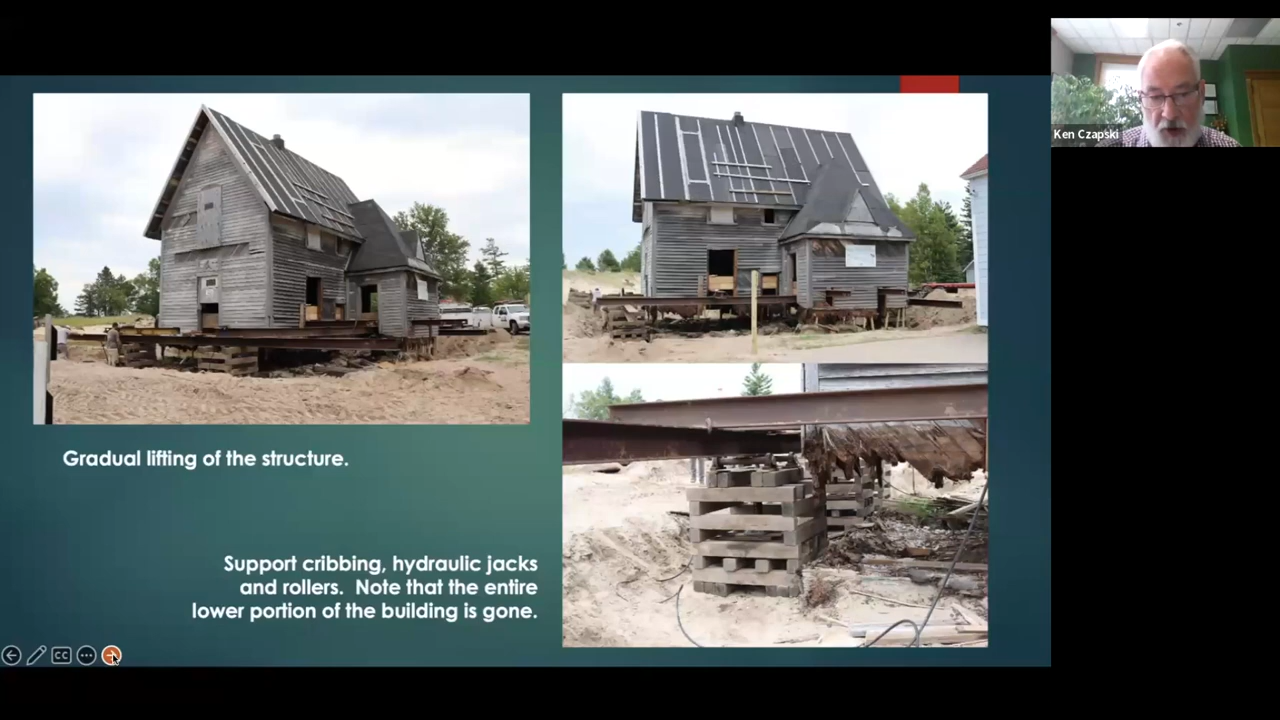 Ken Czapski
Gradual lifting of the structure.
Support cribbing, hydraulic jacks
and rollers. Note that the entire
lower portion of the building is gone.
CC